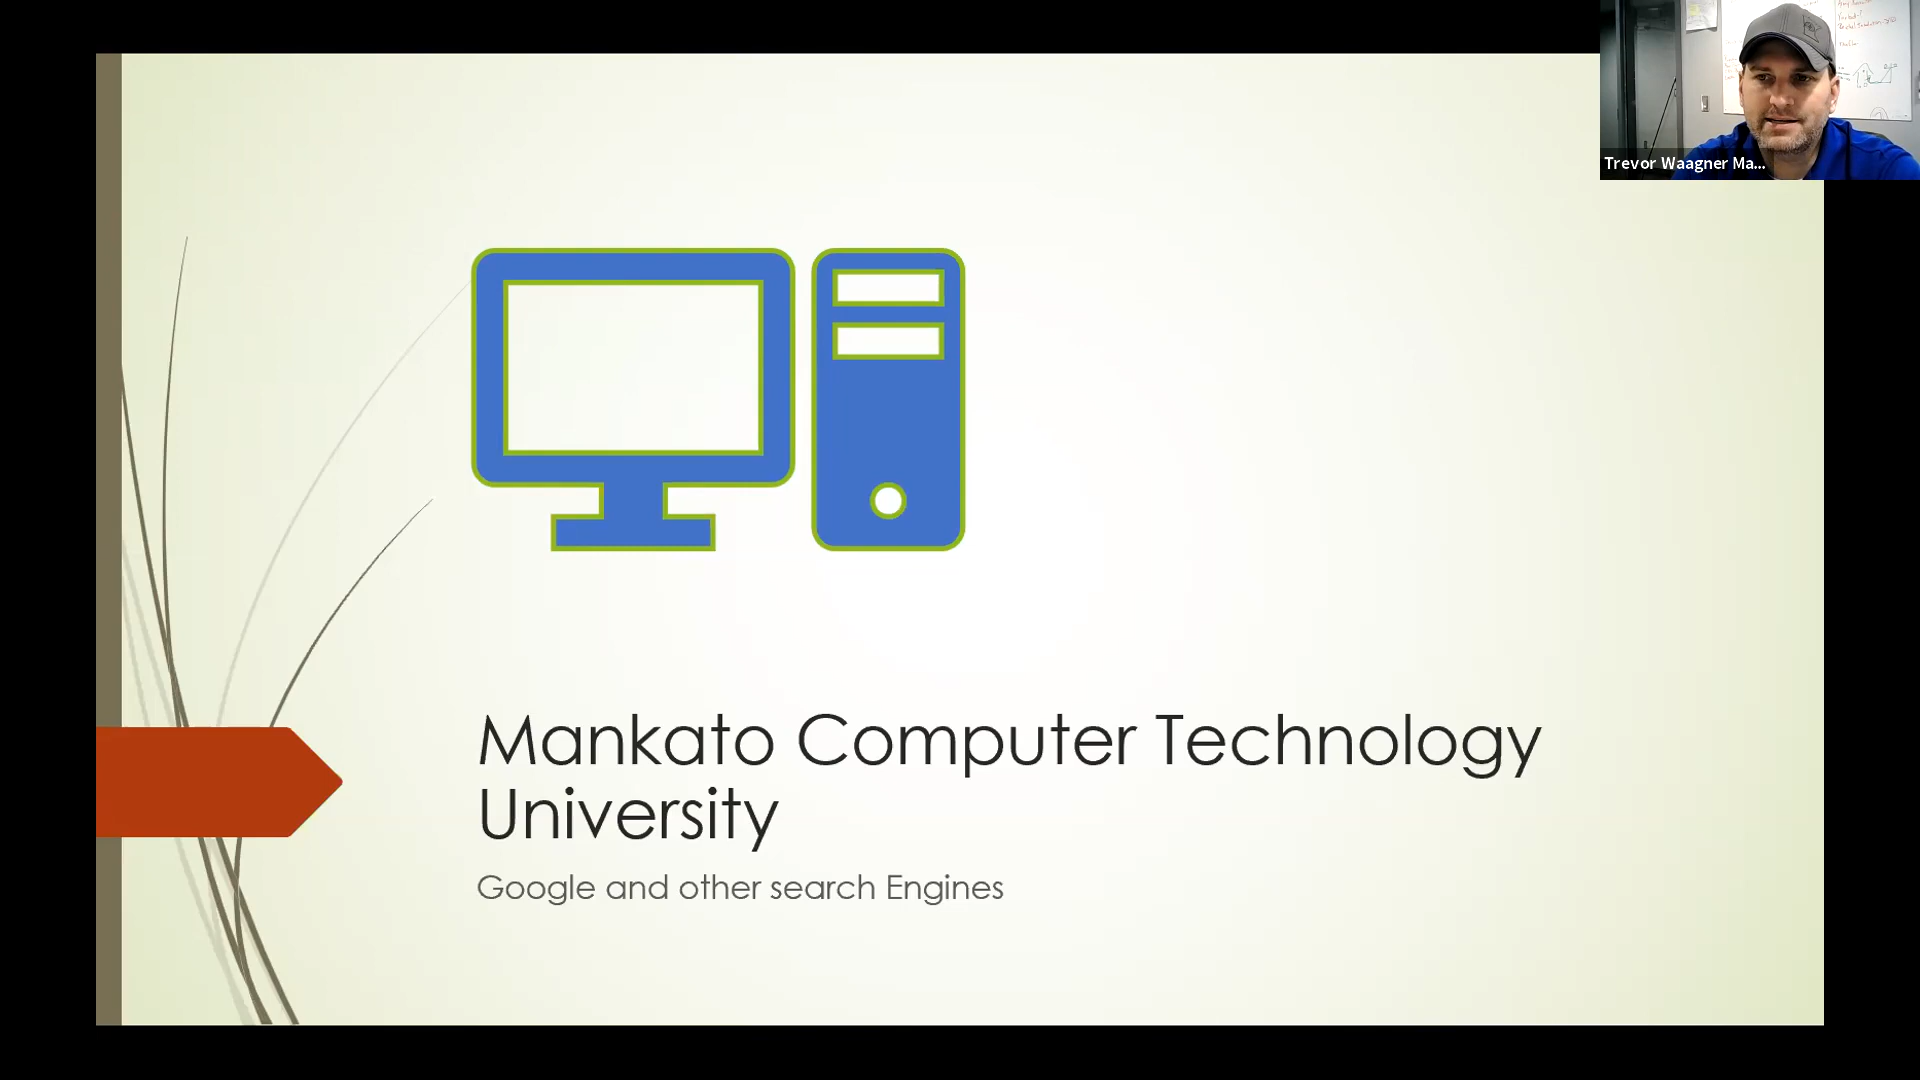 Trevor Waagner Ma...
Mankato Computer Technology
University
Google and other search Engines